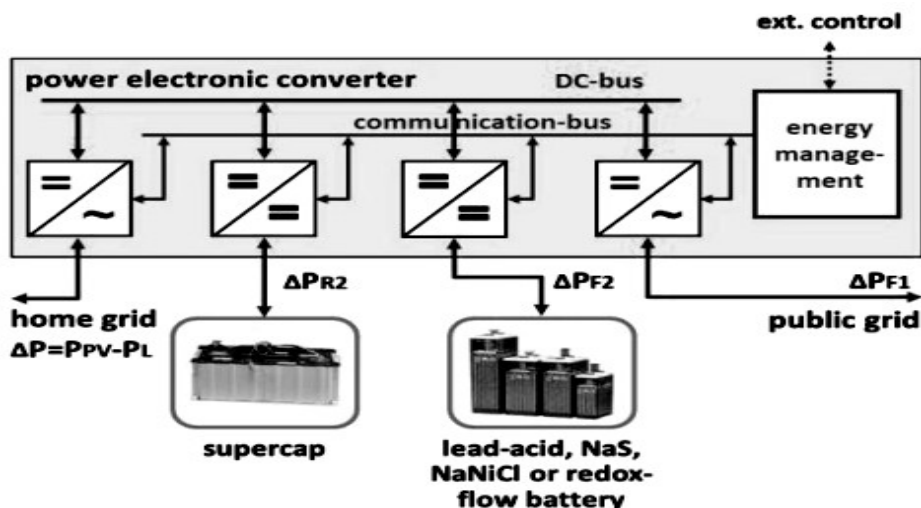 ext. control
power electronic converter
DC-bus
communication-bus
energy
manage-
ment
= ~
= =
= =
= ~
ΔPR2
ΔPF2
ΔPF1
home grid
ΔP=PPV-PL
public grid
supercap
lead-acid, NaS,
NaNiCl or redox-
flow battery